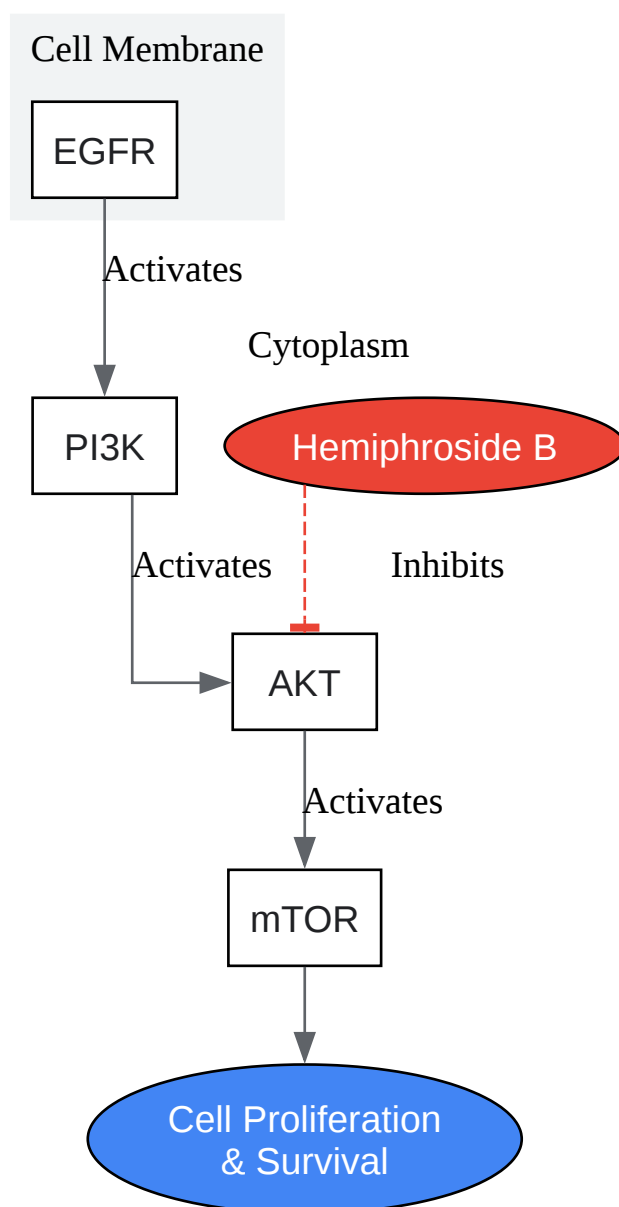 Cell Membrane
EGFR
Activates
Cytoplasm
PI3K
Hemiphroside B
Activates
Inhibits
AKT
Activates
mTOR
Cell Proliferation
& Survival